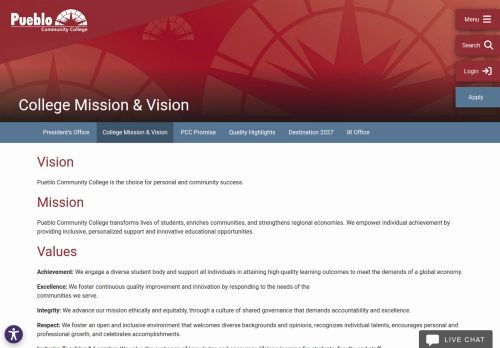 Pueblo
Community College
Menu
Search
Login
Apply
College Mission & Vision
President's Office College Mission & Vision PCC Promise Quality Highlights Destination 2027 IR Office
Vision
Pueblo Community College is the choice for personal and community success.
Mission
Pueblo Community College transforms lives of students, enriches communities, and strengthens regional economies. We empower individual achievement by
providing inclusive, personalized support and innovative educational opportunities.
Values
Achievement: We engage a diverse student body and support all individuals in attaining high-quality learning outcomes to meet the demands of a global economy.
Excellence: We foster continuous quality improvement and innovation by responding to the needs of the
communities we serve.
Integrity: We advance our mission ethically and equitably, through a culture of shared governance that demands accountability and excellence.
Respect: We foster an open and inclusive environment that welcomes diverse backgrounds and opinions, recognizes individual talents, encourages personal and
professional growth, and celebrates accomplishments.
LIVE CHAT